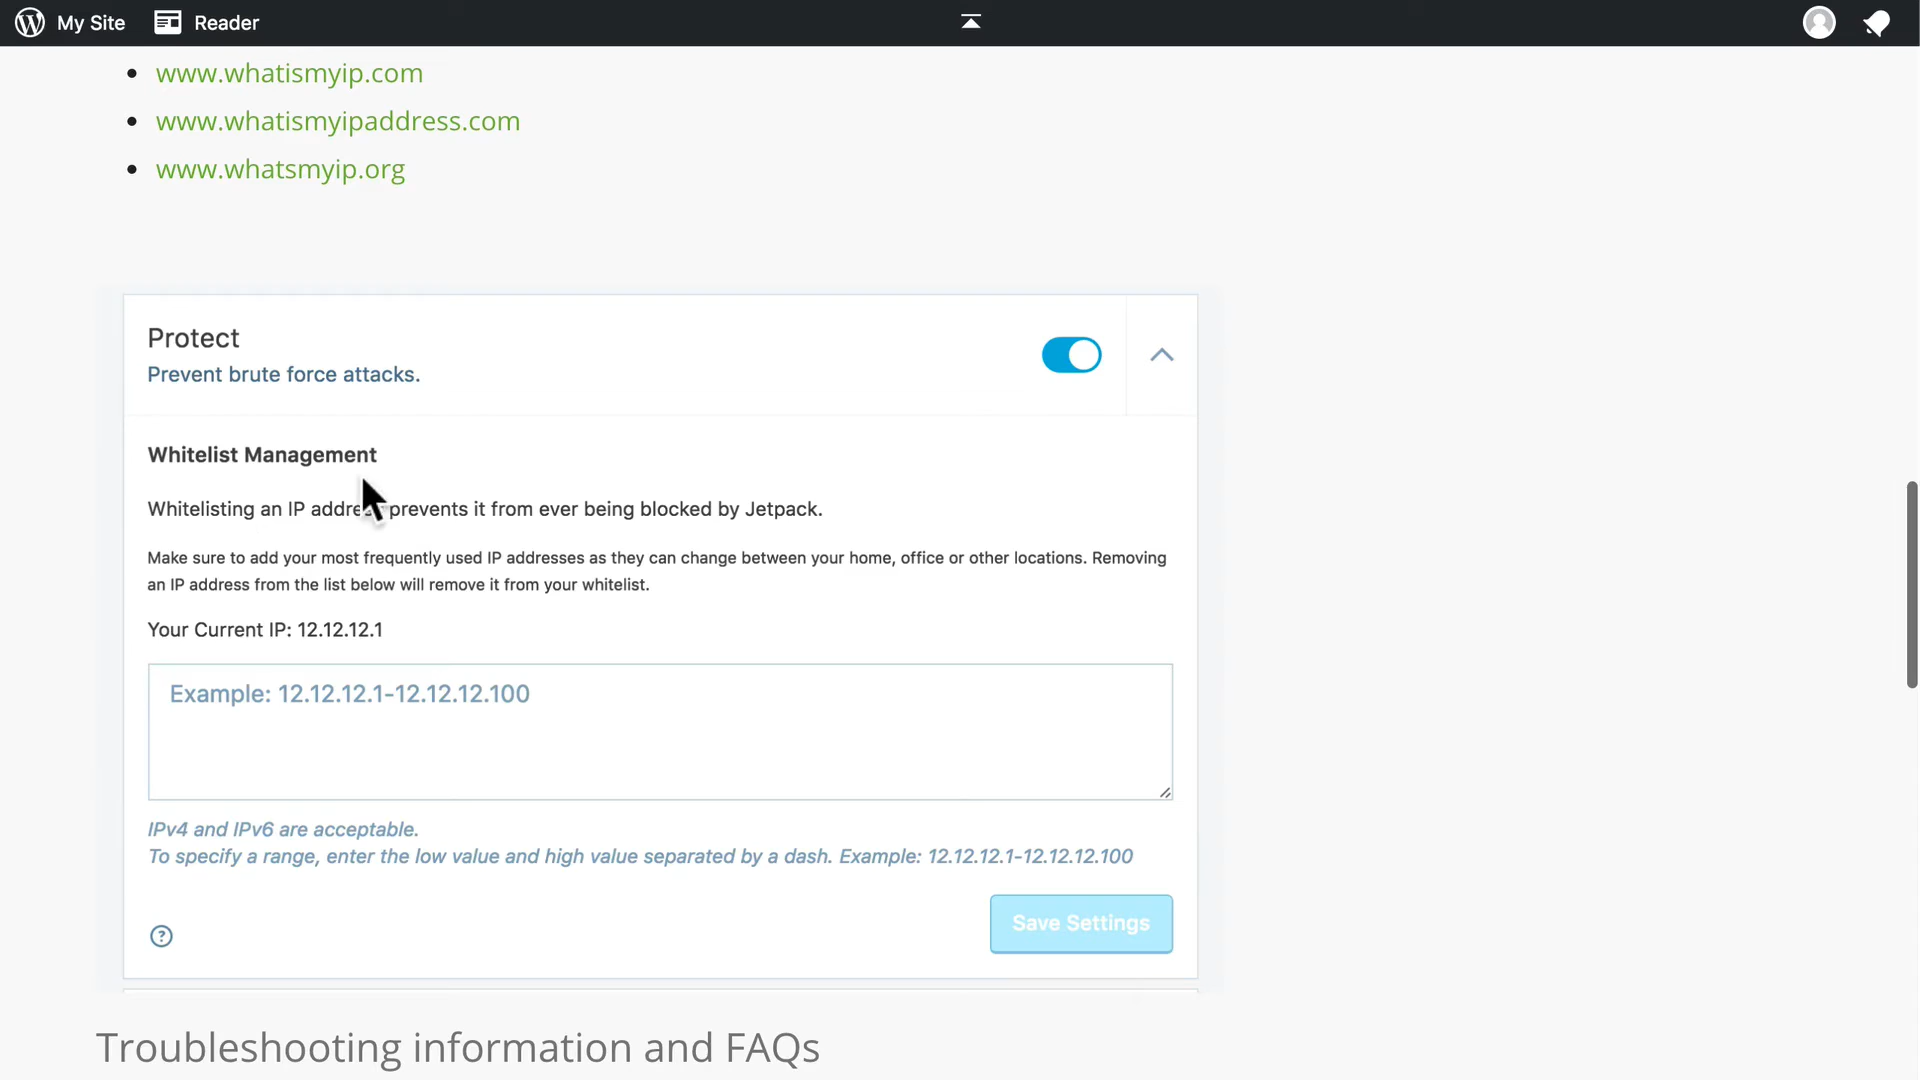 My Site Reader
www.whatismyip.com
www.whatismyipaddress.com
www.whatsmyip.org
Protect
Prevent brute force attacks.
Whitelist Management
Whitelisting an IP address prevents it from ever being blocked by Jetpack.
Make sure to add your most frequently used IP addresses as they can change between your home, office or other locations. Removing
an IP address from the list below will remove it from your whitelist.
Your Current IP: 12.12.12.1
Example: 12.12.12.1-12.12.12.100
IPv4 and IPv6 are acceptable.
To specify a range, enter the low value and high value separated by a dash. Example: 12.12.12.1-12.12.12.100
Save Settings
Troubleshooting information and FAQs